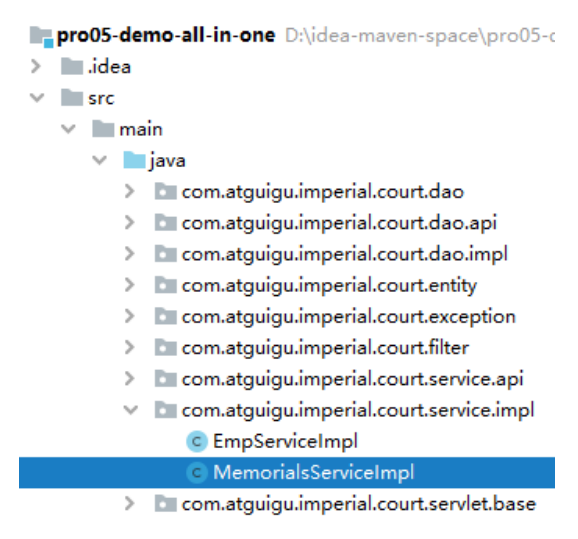 pro05-demo-all-in-one D:\idea-maven-space\pro05-
.idea
src
main
java
com.atguigu.imperial.court.dao
com.atguigu.imperial.court.dao.api
com.atguigu.imperial.court.dao.impl
com.atguigu.imperial.court.entity
com.atguigu.imperial.court.exception
com.atguigu.imperial.court.filter
com.atguigu.imperial.court.service.api
com.atguigu.imperial.court.service.impl
C EmpServiceImpl
C MemorialsServiceImpl
com.atguigu.imperial.court.servlet.base